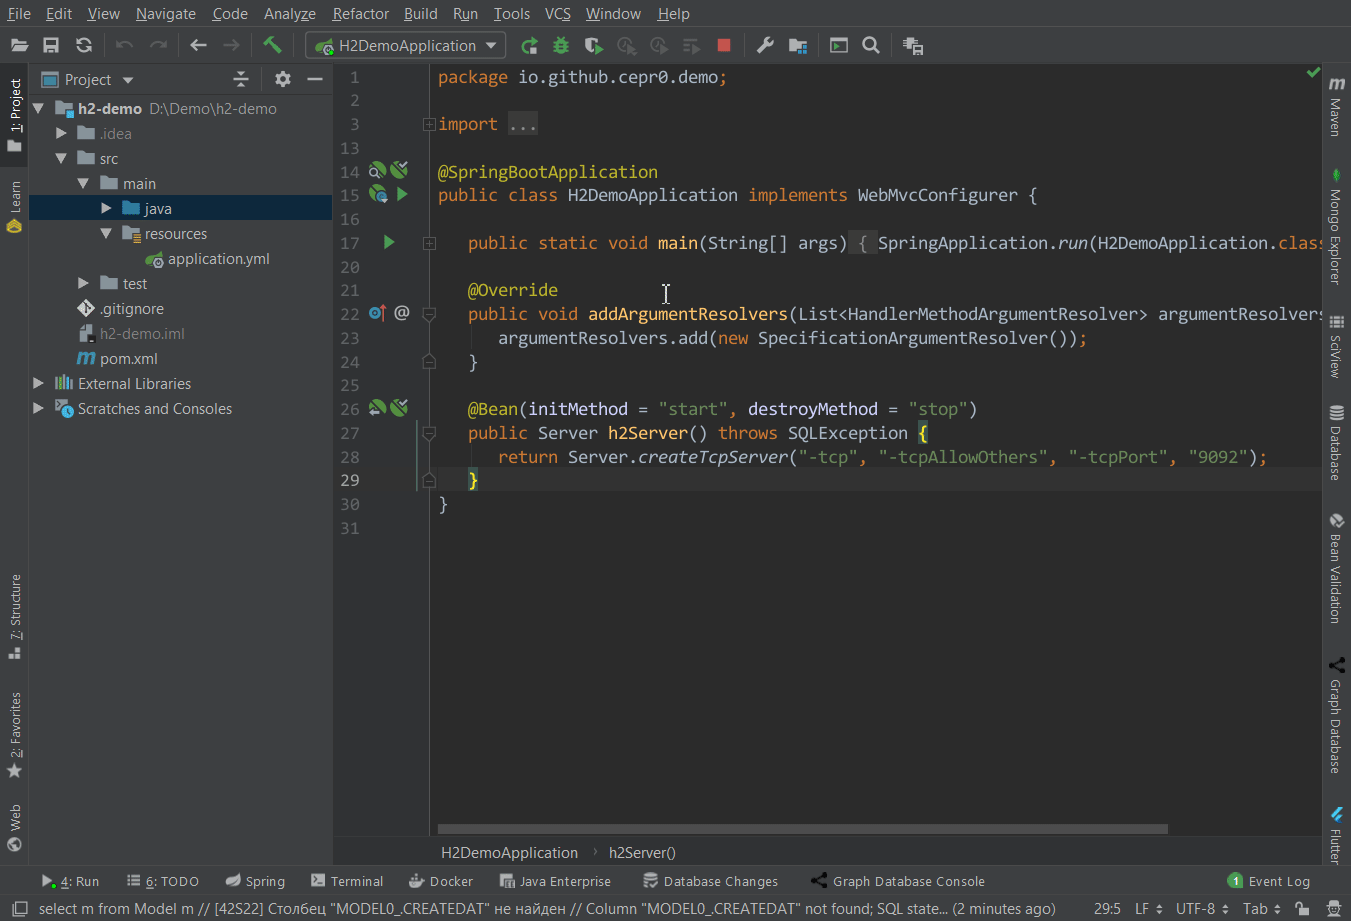 File Edit View Navigate Code Analyze Refactor Build Run Tools VCS Window Help
H2DemoApplication
1: Project
Learn
7: Structure
2: Favorites
Web
Project
h2-demo D:\Demo\h2-demo
.idea
src
main
java
resources
application.yml
test
.gitignore
h2-demo.iml
pom.xml
External Libraries
Scratches and Consoles
1 package io.github.cepr0.demo;
2
3 import ...
13
14 @SpringBootApplication
15 public class H2DemoApplication implements WebMvcConfigurer {
16
17 public static void main(String[] args) { SpringApplication.run(H2DemoApplication.class
20
21 @Override
22 public void addArgumentResolvers(List<HandlerMethodArgumentResolver> argumentResolvers
23 argumentResolvers.add(new SpecificationArgumentResolver());
24 }
25
26 @Bean(initMethod = "start", destroyMethod = "stop")
27 public Server h2Server() throws SQLException {
28 return Server.createTcpServer("-tcp", "-tcpAllowOthers", "-tcpPort", "9092");
29 }
30 }
31
H2DemoApplication › h2Server()
m Maven
Mongo Explorer
SciView
Database
Bean Validation
Graph Database
Flutter
4: Run 6: TODO Spring Terminal Docker Java Enterprise Database Changes Graph Database Console 1 Event Log
select m from Model m // [42S22] Столбец "MODEL0_.CREATEDAT" не найден // Column "MODEL0_.CREATEDAT" not found; SQL state... (2 minutes ago) 29:5 LF UTF-8 Tab